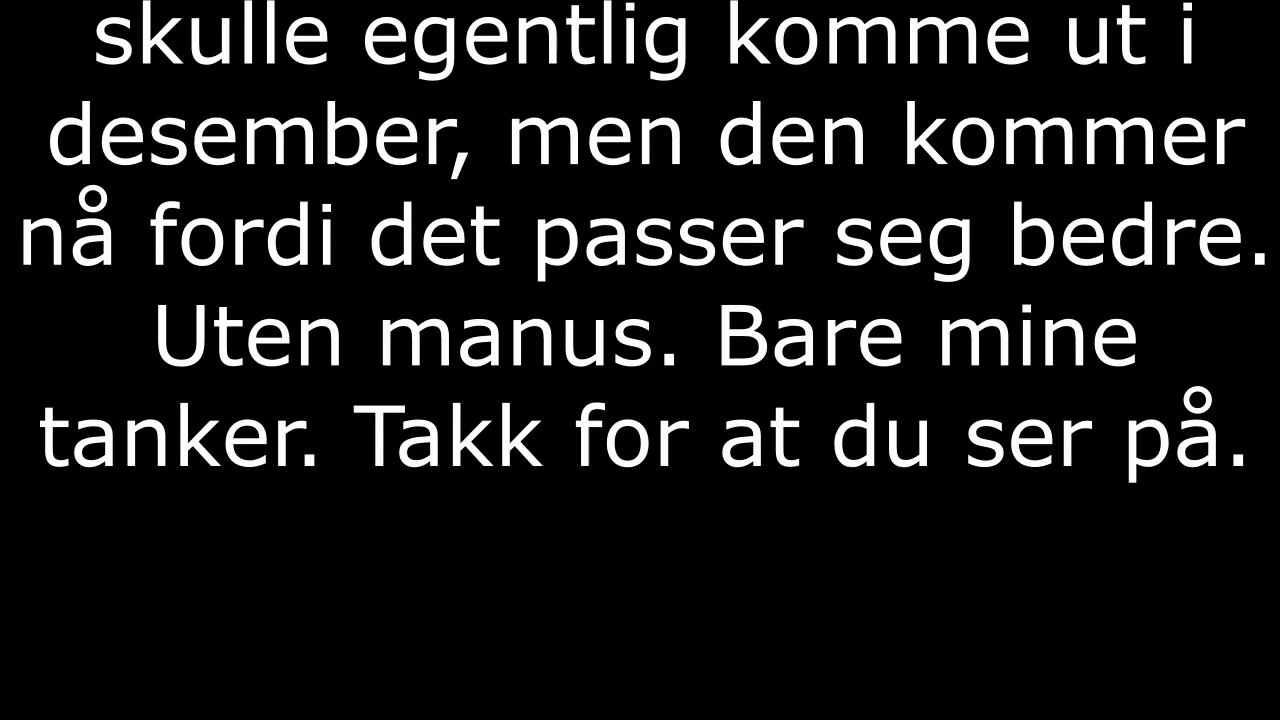 skulle egentlig komme ut i
desember, men den kommer
nå fordi det passer seg bedre.
Uten manus. Bare mine
tanker. Takk for at du ser på.